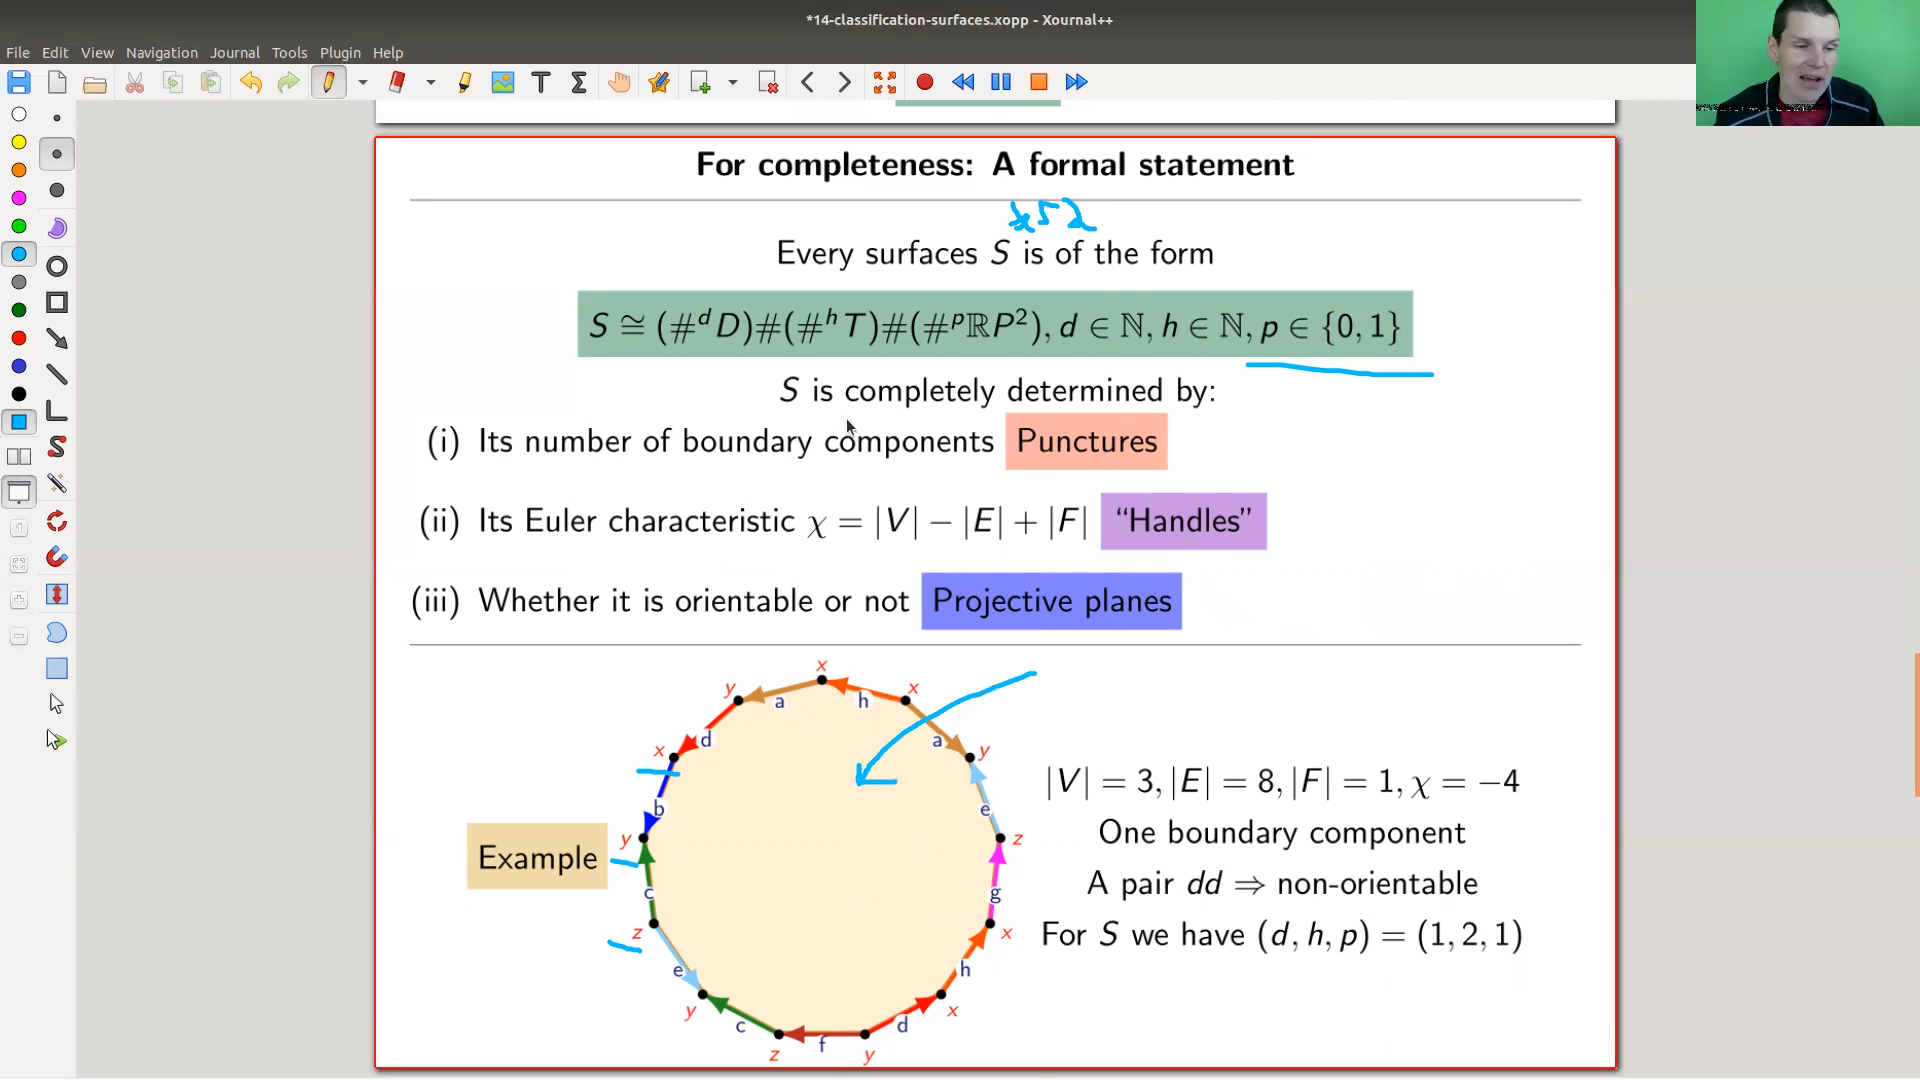 *14-classification-surfaces.xopp - Xournal++
File Edit View Navigation Journal Tools Plugin Help
For completeness: A formal statement
Every surfaces S is of the form
S ≅ (#ᵈD)#(#ʰT)#(#ᵖℝP²), d ∈ ℕ, h ∈ ℕ, p ∈ {0, 1}
S is completely determined by:
(i) Its number of boundary components Punctures
(ii) Its Euler characteristic χ = |V| − |E| + |F| “Handles”
(iii) Whether it is orientable or not Projective planes
Example
x
h
x
a
y
e
z
g
x
h
x
d
y
f
z
c
y
e
z
c
y
b
x
d
y
a
|V| = 3, |E| = 8, |F| = 1, χ = −4
One boundary component
A pair dd ⇒ non-orientable
For S we have (d, h, p) = (1, 2, 1)